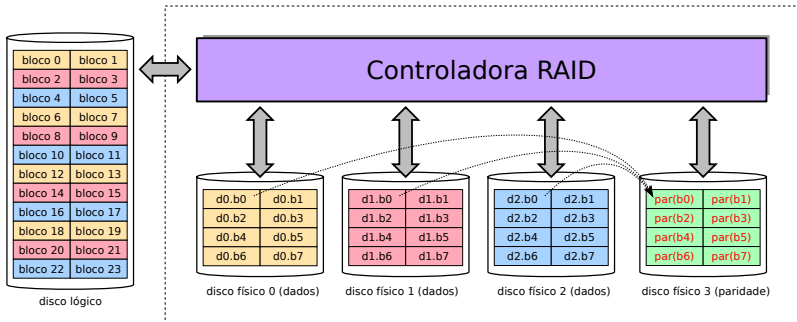 Controladora RAID
bloco 0 bloco 1
bloco 2 bloco 3
bloco 4 bloco 5
bloco 6 bloco 7
bloco 8 bloco 9
bloco 10 bloco 11
bloco 12 bloco 13
bloco 14 bloco 15
bloco 16 bloco 17
bloco 18 bloco 19
bloco 20 bloco 21
bloco 22 bloco 23
disco lógico
d0.b0 d0.b1
d0.b2 d0.b3
d0.b4 d0.b5
d0.b6 d0.b7
disco físico 0 (dados)
d1.b0 d1.b1
d1.b2 d1.b3
d1.b4 d1.b5
d1.b6 d1.b7
disco físico 1 (dados)
d2.b0 d2.b1
d2.b2 d2.b3
d2.b4 d2.b5
d2.b6 d2.b7
disco físico 2 (dados)
par(b0) par(b1)
par(b2) par(b3)
par(b4) par(b5)
par(b6) par(b7)
disco físico 3 (paridade)